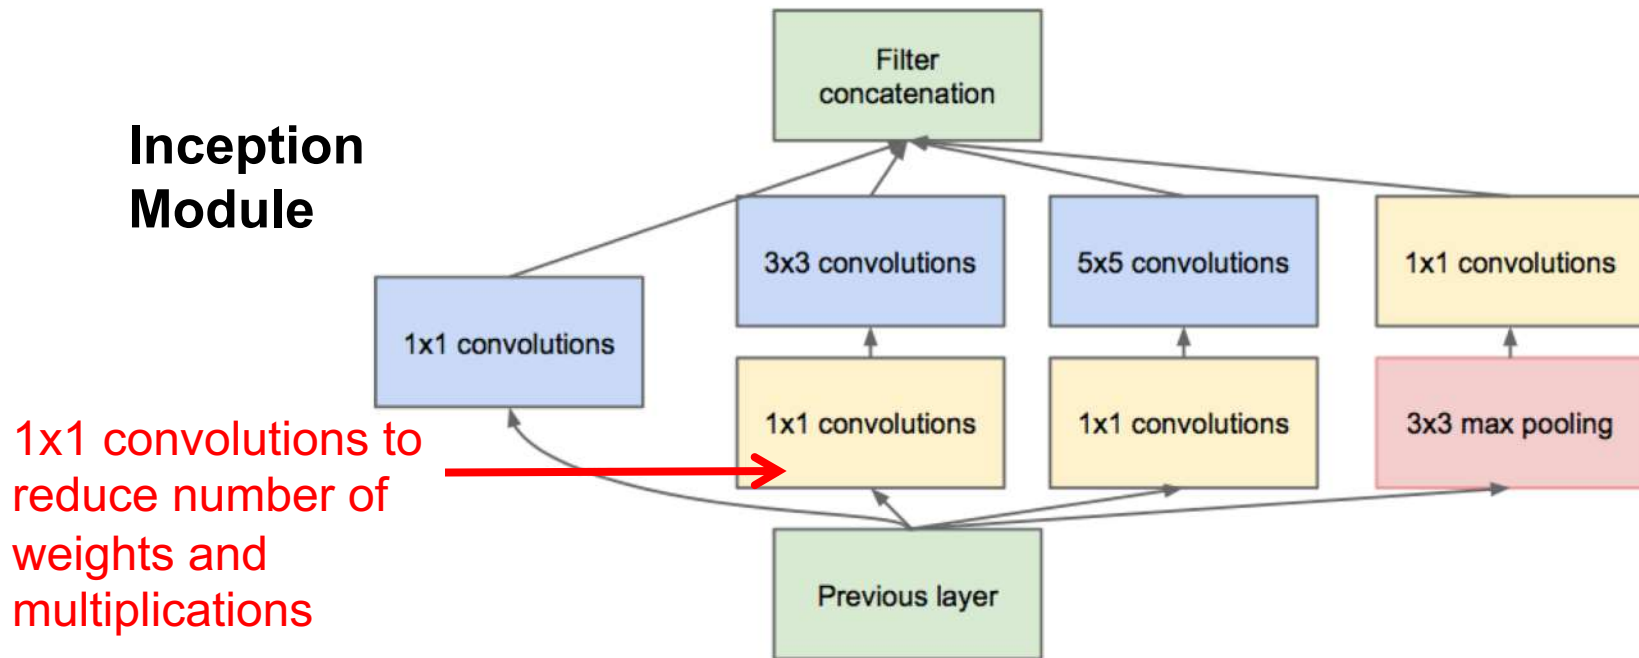 Filter
concatenation
Inception
Module
3x3 convolutions
5x5 convolutions
1x1 convolutions
1x1 convolutions
1x1 convolutions
1x1 convolutions
3x3 max pooling
1x1 convolutions to
reduce number of
weights and
multiplications
Previous layer